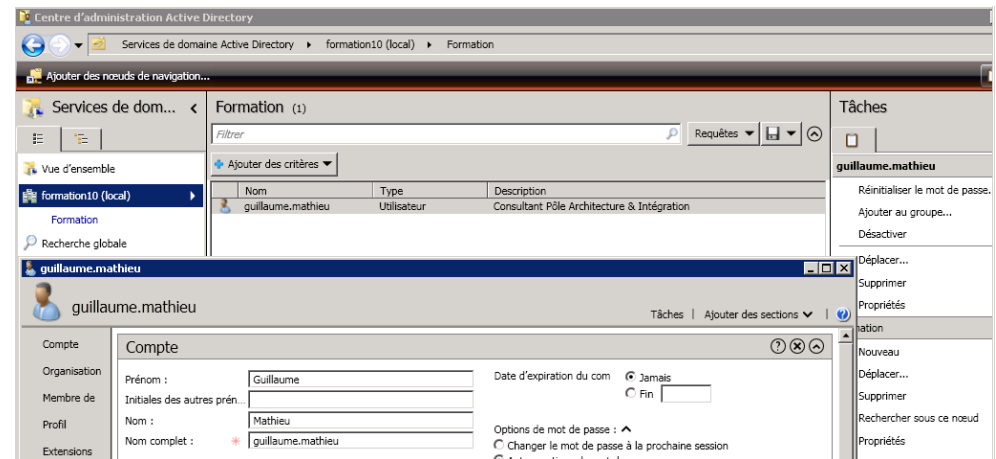 Centre d'administration Active Directory
Services de domaine Active Directory formation10 (local) Formation
Ajouter des nœuds de navigation...
Services de dom...
Vue d'ensemble
formation10 (local)
Formation
Recherche globale
Formation (1)
Filtrer
Requêtes
Ajouter des critères
Nom Type Description
guillaume.mathieu Utilisateur Consultant Pôle Architecture & Intégration
Tâches
guillaume.mathieu
Réinitialiser le mot de passe.
Ajouter au groupe...
Désactiver
Déplacer...
Supprimer
Propriétés
Nouveau
Déplacer...
Supprimer
Rechercher sous ce nœud
Propriétés
guillaume.mathieu
guillaume.mathieu
Tâches | Ajouter des sections |
Compte
Organisation
Membre de
Profil
Extensions
Compte
Prénom : Guillaume
Initiales des autres prén...
Nom : Mathieu
Nom complet : * guillaume.mathieu
Date d'expiration du com
Jamais
Fin
Options de mot de passe :
Changer le mot de passe à la prochaine session